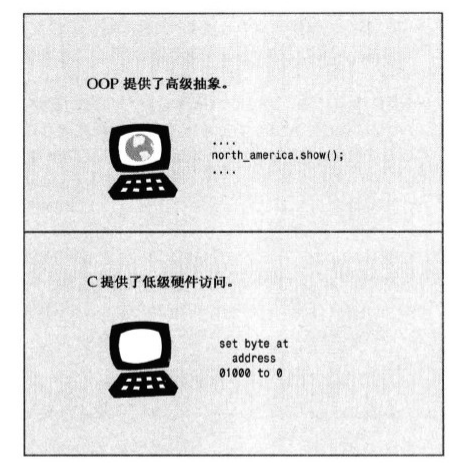 OOP 提供了高级抽象。
....
north_america.show();
....
C 提供了低级硬件访问。
set byte at
address
01000 to 0